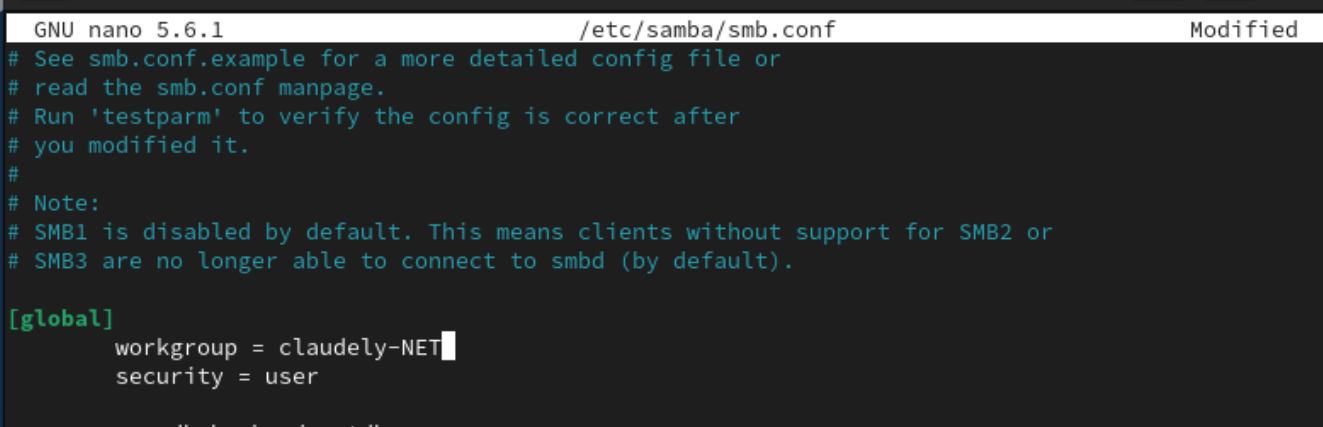 GNU nano 5.6.1 /etc/samba/smb.conf Modified
# See smb.conf.example for a more detailed config file or
# read the smb.conf manpage.
# Run 'testparm' to verify the config is correct after
# you modified it.
#
# Note:
# SMB1 is disabled by default. This means clients without support for SMB2 or
# SMB3 are no longer able to connect to smbd (by default).
[global]
workgroup = claudely-NET
security = user